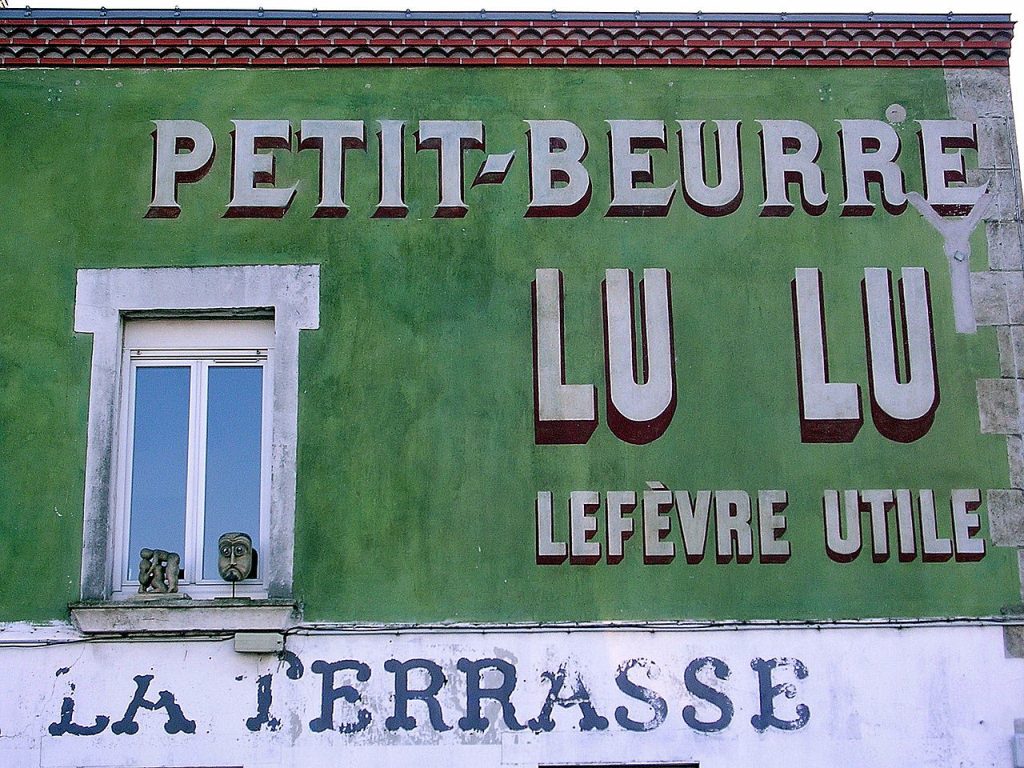 PETIT-BEURRE
LU LU
LEFÈVRE UTILE
LA TERRASSE